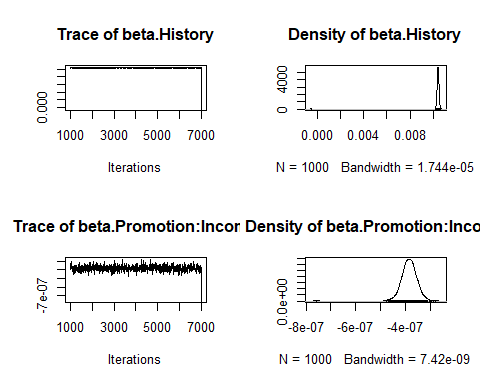 Trace of beta.History
0.000
1000 3000 5000 7000
Iterations
Density of beta.History
0 4000
0.000 0.004 0.008
N = 1000 Bandwidth = 1.744e-05
Trace of beta.Promotion:Incor
-7e-07
1000 3000 5000 7000
Iterations
Density of beta.Promotion:Inco
0.0e+00
-8e-07 -6e-07 -4e-07
N = 1000 Bandwidth = 7.42e-09